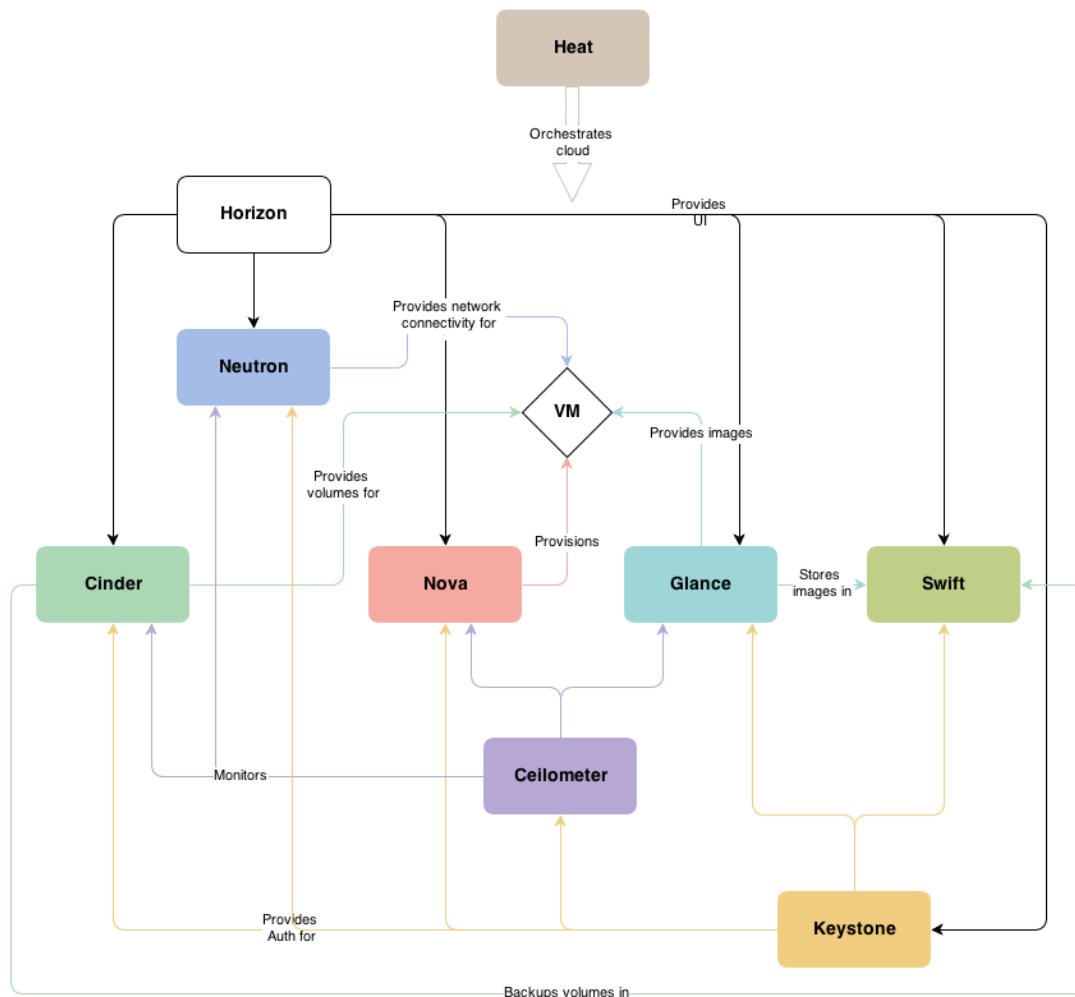 Heat
Orchestrates
cloud
Provides
UI
Horizon
Provides network
connectivity for
Neutron
VM
Provides images
Provides
volumes for
Provisions
Cinder
Nova
Glance
Stores
images in
Swift
Ceilometer
Monitors
Provides
Auth for
Keystone
Backups volumes in